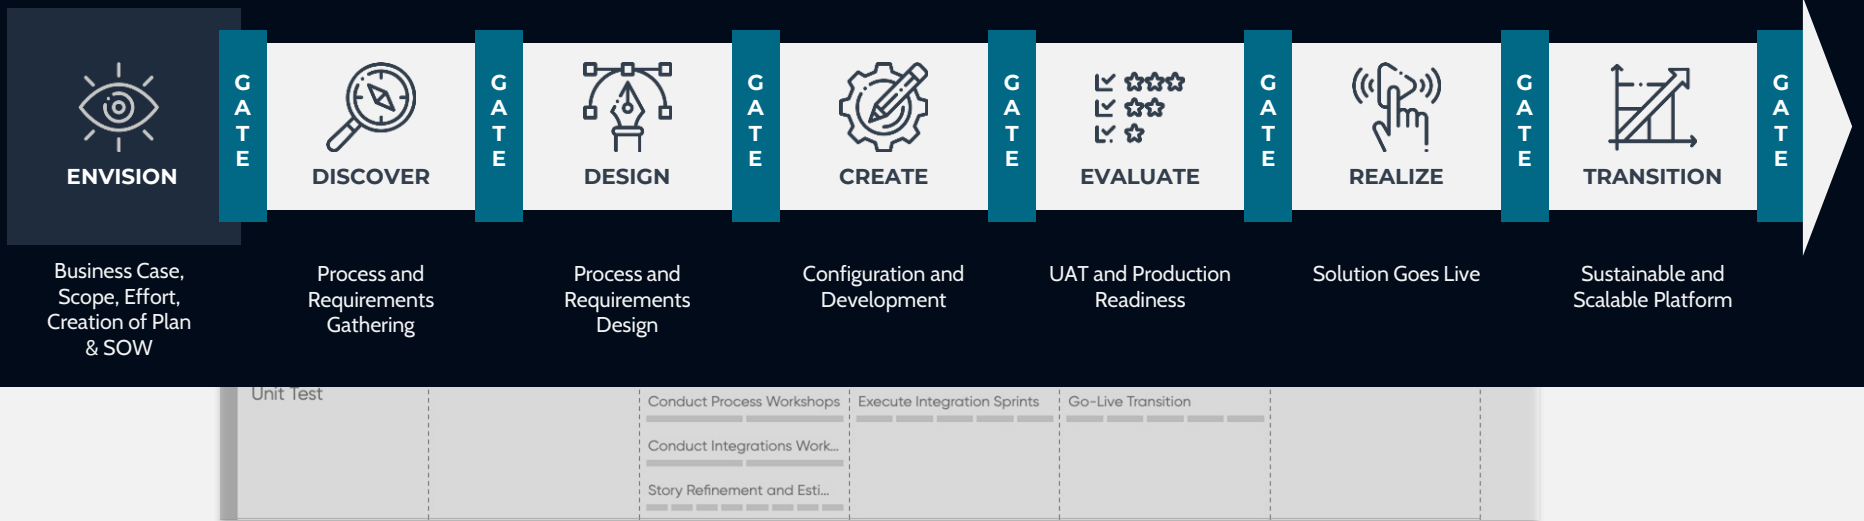 ENVISION
GATE
DISCOVER
GATE
DESIGN
GATE
CREATE
GATE
EVALUATE
GATE
REALIZE
GATE
TRANSITION
GATE
Business Case,
Scope, Effort,
Creation of Plan
& SOW
Process and
Requirements
Gathering
Process and
Requirements
Design
Configuration and
Development
UAT and Production
Readiness
Solution Goes Live
Sustainable and
Scalable Platform
Unit Test
Conduct Process Workshops
Execute Integration Sprints
Go-Live Transition
Conduct Integrations Work...
Story Refinement and Esti...